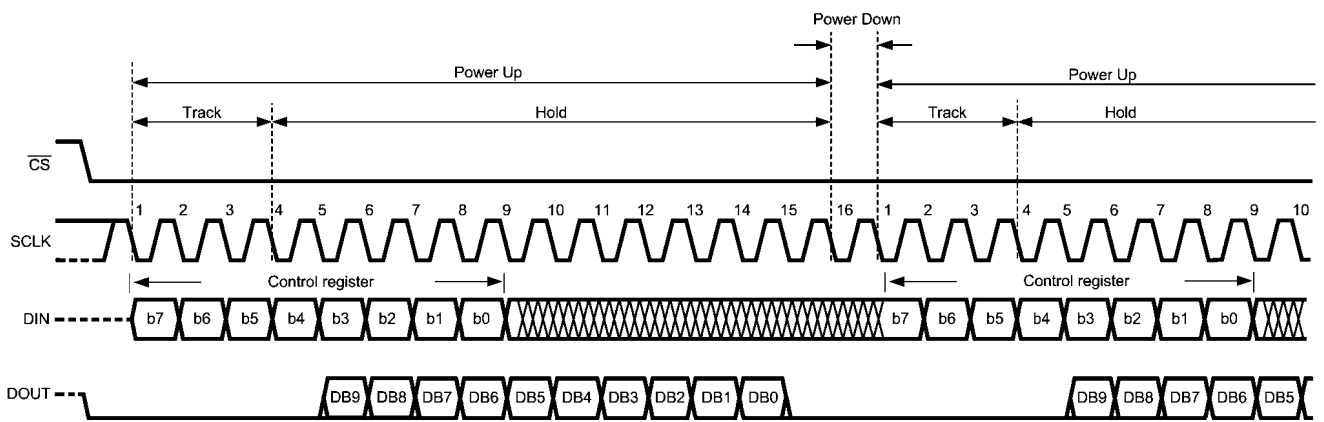 Power Down
Power Up
Power Up
Track
Hold
Track
Hold
CS
1 2 3 4 5 6 7 8 9 10 11 12 13 14 15 16 1 2 3 4 5 6 7 8 9 10
SCLK
Control register
Control register
DIN b7 b6 b5 b4 b3 b2 b1 b0 b7 b6 b5 b4 b3 b2 b1 b0
DOUT DB9 DB8 DB7 DB6 DB5 DB4 DB3 DB2 DB1 DB0 DB9 DB8 DB7 DB6 DB5